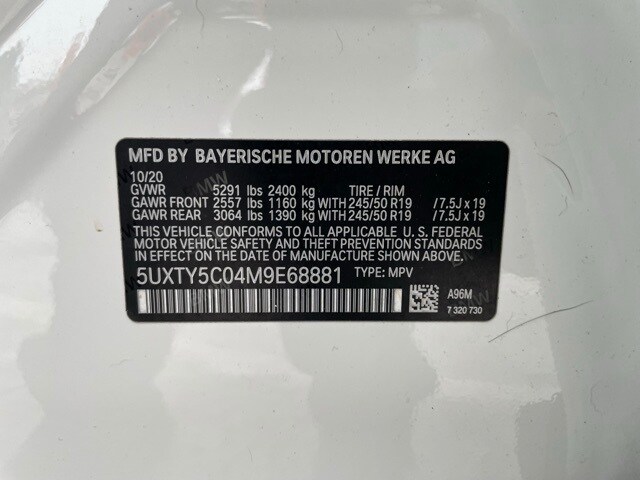 MFD BY BAYERISCHE MOTOREN WERKE AG
10/20
GVWR 5291 lbs 2400 kg TIRE / RIM
GAWR FRONT 2557 lbs 1160 kg WITH 245/50 R19 /7.5J x 19
GAWR REAR 3064 lbs 1390 kg WITH 245/50 R19 /7.5J x 19
THIS VEHICLE CONFORMS TO ALL APPLICABLE U. S. FEDERAL
MOTOR VEHICLE SAFETY AND THEFT PREVENTION STANDARDS
IN EFFECT ON THE DATE OF MANUFACTURE SHOWN ABOVE.
5UXTY5C04M9E68881 TYPE: MPV
A96M
7 320 730